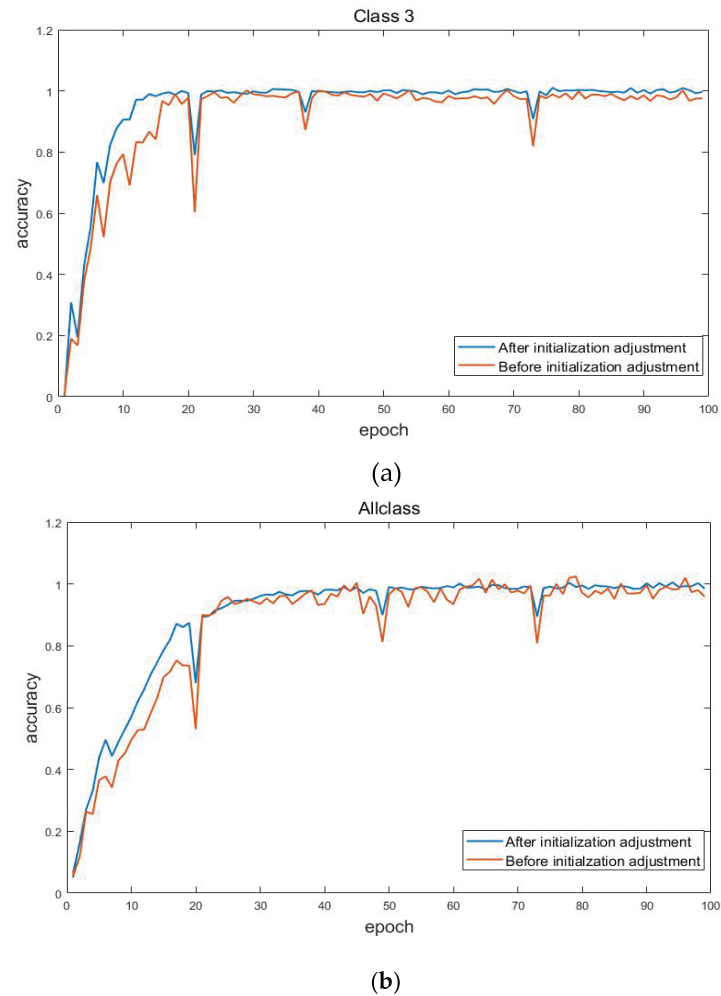 Class 3
1.2
1
0.8
0.6
0.4
0.2
0
accuracy
After initialization adjustment
Before initialization adjustment
0 10 20 30 40 50 60 70 80 90 100
epoch
(a)
Allclass
1.2
1
0.8
0.6
0.4
0.2
0
accuracy
After initialization adjustment
Before initialzation adjustment
0 10 20 30 40 50 60 70 80 90 100
epoch
(b)